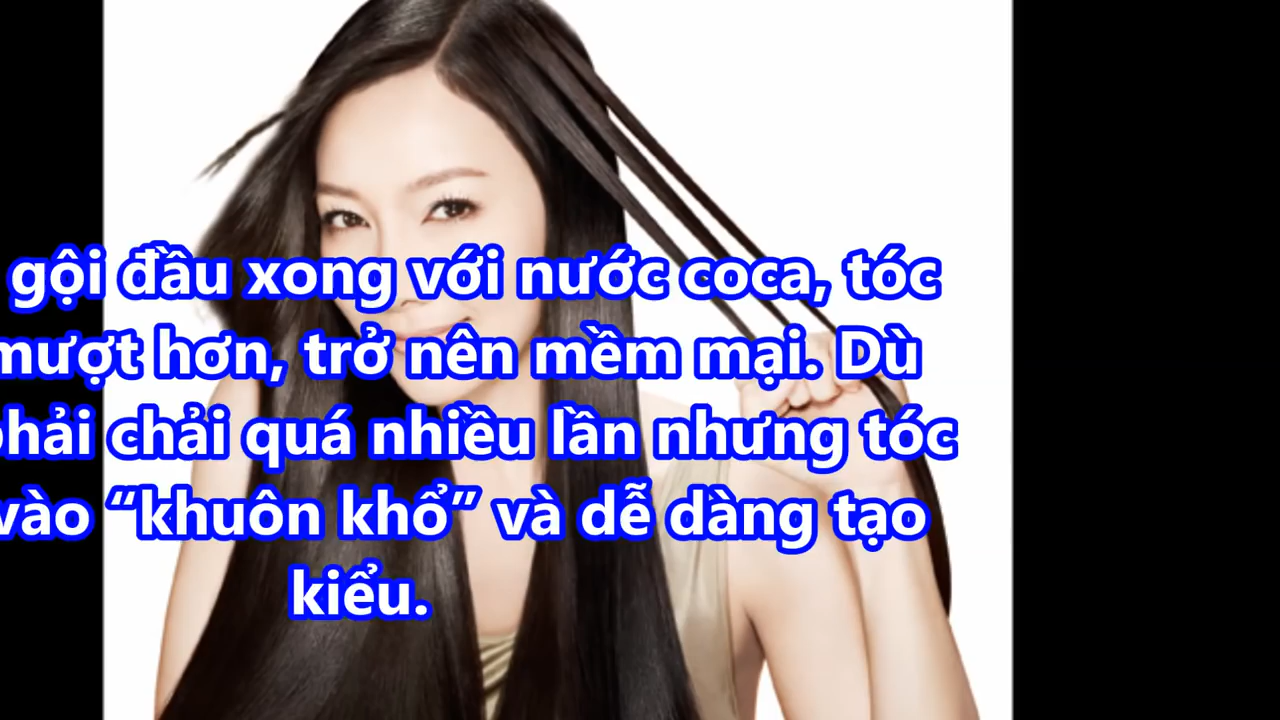 gội đầu xong với nước coca, tóc
mượt hơn, trở nên mềm mại. Dù
phải chải quá nhiều lần nhưng tóc
vào “khuôn khổ” và dễ dàng tạo
kiểu.